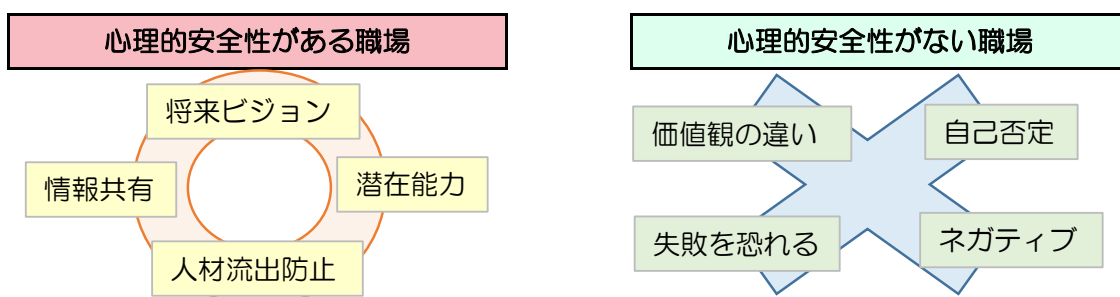 心理的安全性がある職場
将来ビジョン
情報共有
潜在能力
人材流出防止
心理的安全性がない職場
価値観の違い
自己否定
失敗を恐れる
ネガティブ